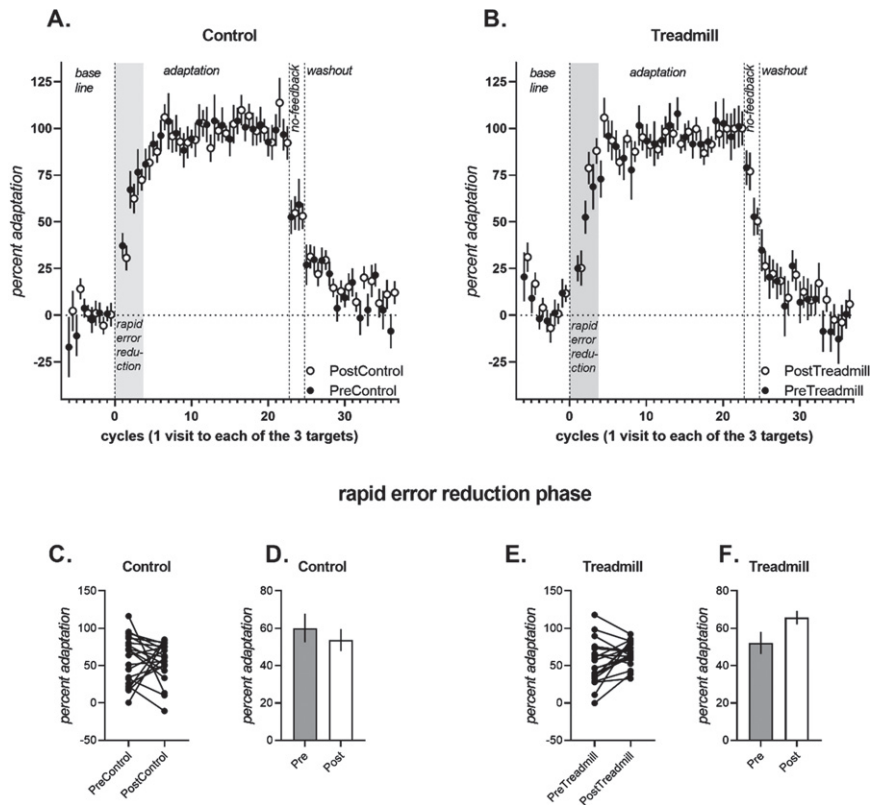 A.
Control
base
line
adaptation
no-feedback
washout
125
100
75
50
25
0
-25
percent adaptation
rapid
error
redu-
ction
PostControl
PreControl
0
10
20
30
cycles (1 visit to each of the 3 targets)
B.
Treadmill
base
line
adaptation
no-feedback
washout
125
100
75
50
25
0
-25
percent adaptation
rapid
error
redu-
ction
PostTreadmill
PreTreadmill
0
10
20
30
cycles (1 visit to each of the 3 targets)
rapid error reduction phase
C.
Control
150
100
50
0
-50
percent adaptation
PreControl
PostControl
D.
Control
80
60
40
20
0
percent adaptation
Pre
Post
E.
Treadmill
150
100
50
0
-50
percent adaptation
PreTreadmill
PostTreadmill
F.
Treadmill
80
60
40
20
0
percent adaptation
Pre
Post